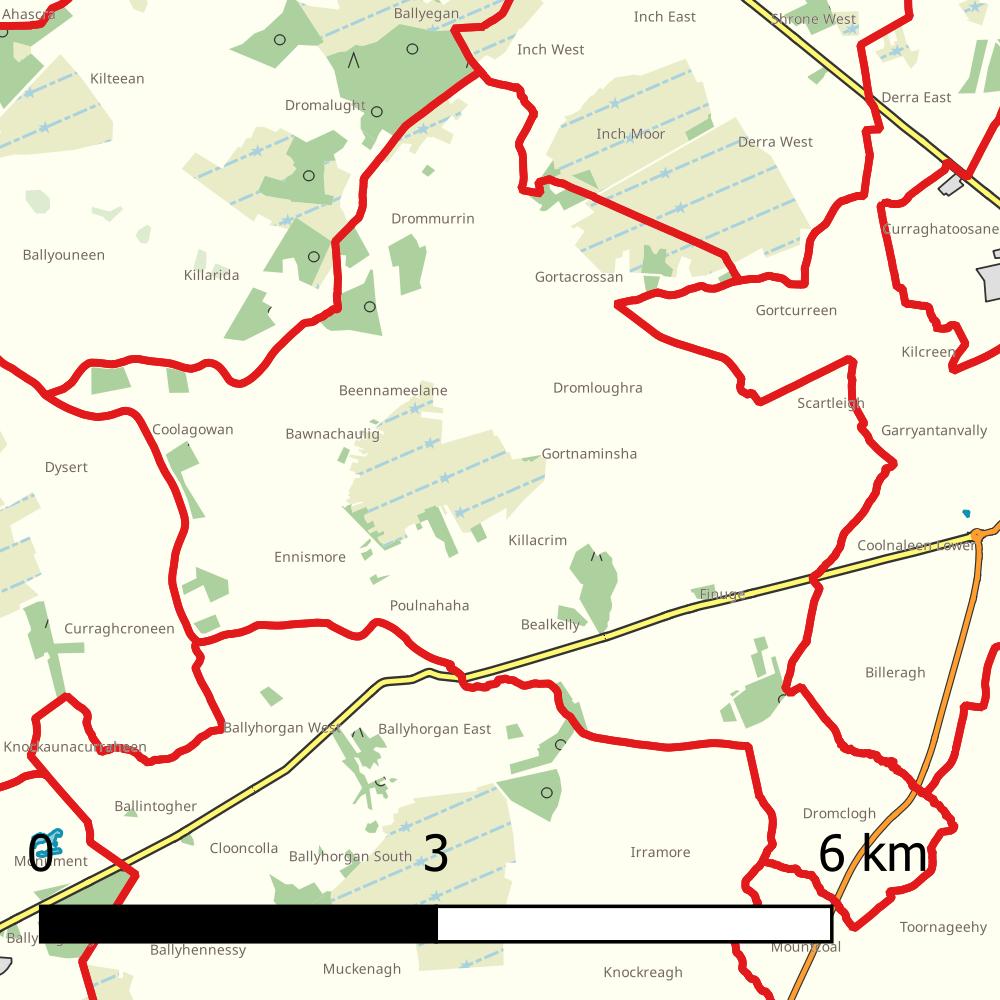 Ahascra
Ballyegan
Inch East
Shrone West
Inch West
Kilteean
Derra East
Dromalught
Inch Moor
Derra West
Drommurrin
Curraghatoosane
Ballyouneen
Killarida
Gortacrossan
Gortcurreen
Kilcreen
Beennameelane
Dromloughra
Scartleigh
Coolagowan
Bawnachaulig
Garryantanvally
Gortnaminsha
Dysert
Killacrim
Coolnaleen Lower
Ennismore
Finuge
Poulnahaha
Bealkelly
Curraghcroneen
Billeragh
Ballyhorgan West
Ballyhorgan East
Knockaunacurraheen
Ballintogher
Dromclogh
Clooncolla
Ballyhorgan South
Irramore
Monument
0 3 6 km
Toornageehy
Ballyhennessy
Mountcoal
Muckenagh
Knockreagh